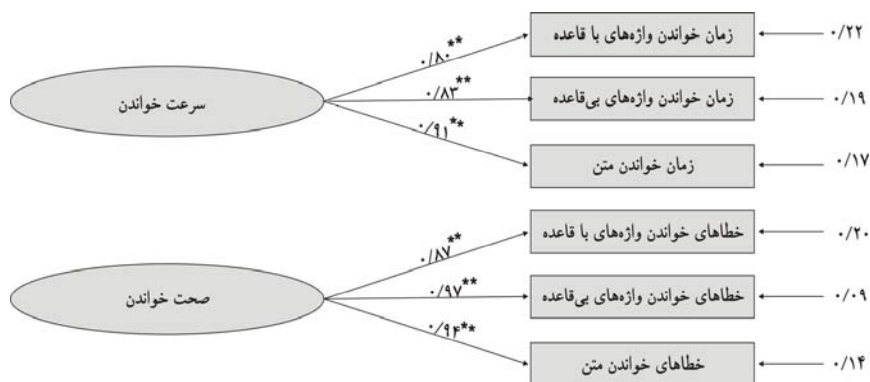 زمان خواندن واژه‌های با قاعده
۰/۲۲
۰/۸۰**
سرعت خواندن
۰/۸۳**
زمان خواندن واژه‌های بی‌قاعده
۰/۱۹
۰/۹۱**
زمان خواندن متن
۰/۱۷
خطاهای خواندن واژه‌های با قاعده
۰/۲۰
۰/۸۷**
صحت خواندن
۰/۹۷**
خطاهای خواندن واژه‌های بی‌قاعده
۰/۰۹
۰/۹۴**
خطاهای خواندن متن
۰/۱۴